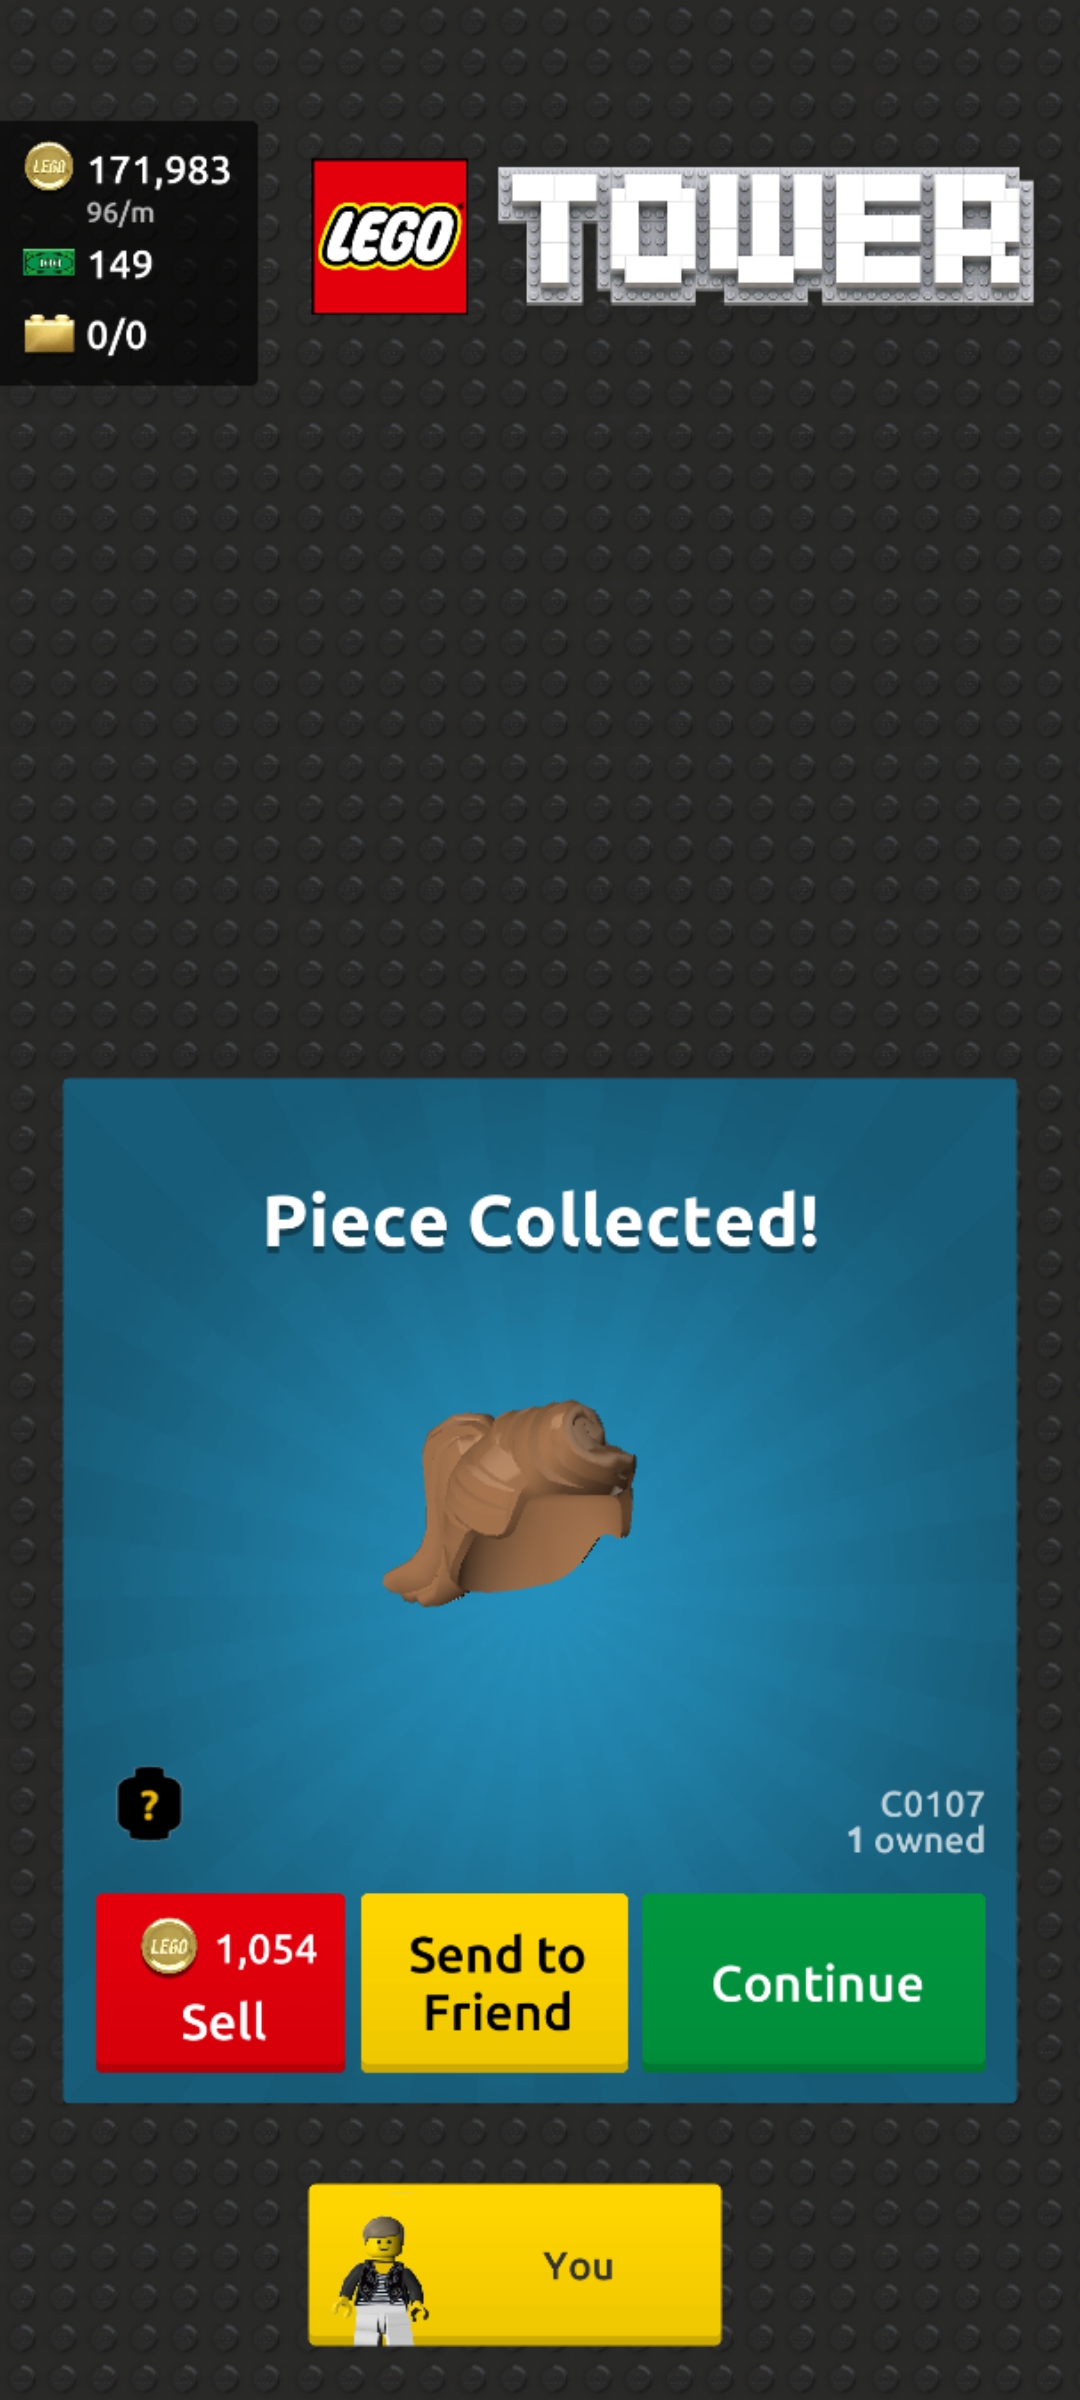 171,983
96/m
149
0/0
LEGO TOWER
Piece Collected!
?
C0107
1 owned
LEGO 1,054
Sell
Send to
Friend
Continue
You